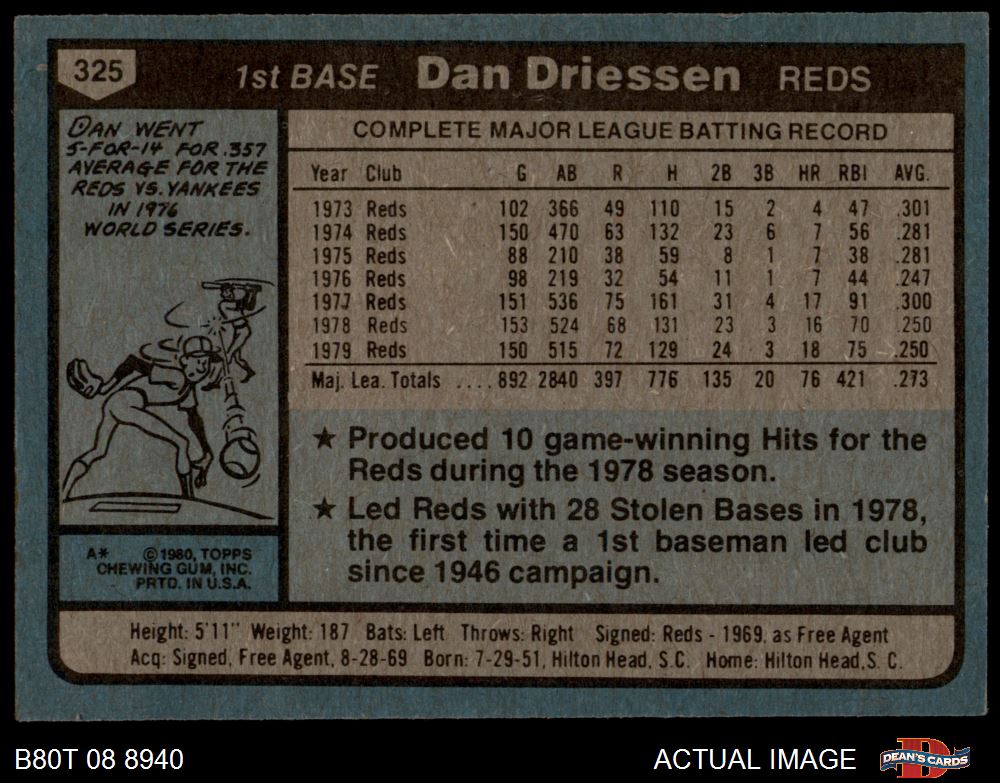 325
1st BASE Dan Driessen REDS
DAN WENT
5-FOR-14 FOR .357
AVERAGE FOR THE
REDS VS. YANKEES
IN 1976
WORLD SERIES.
COMPLETE MAJOR LEAGUE BATTING RECORD
Year Club G AB R H 2B 3B HR RBI AVG.
1973 Reds 102 366 49 110 15 2 4 47 .301
1974 Reds 150 470 63 132 23 6 7 56 .281
1975 Reds 88 210 38 59 8 1 7 38 .281
1976 Reds 98 219 32 54 11 1 7 44 .247
1977 Reds 151 536 75 161 31 4 17 91 .300
1978 Reds 153 524 68 131 23 3 16 70 .250
1979 Reds 150 515 72 129 24 3 18 75 .250
Maj. Lea. Totals ....892 2840 397 776 135 20 76 421 .273
★ Produced 10 game-winning Hits for the
Reds during the 1978 season.
★ Led Reds with 28 Stolen Bases in 1978,
the first time a 1st baseman led club
since 1946 campaign.
A* ©1980, TOPPS
CHEWING GUM, INC.
PRTD. IN U.S.A.
Height: 5'11" Weight: 187 Bats: Left Throws: Right Signed: Reds - 1969, as Free Agent
Acq: Signed, Free Agent, 8-28-69 Born: 7-29-51, Hilton Head, S.C. Home: Hilton Head, S. C.
B80T 08 8940
ACTUAL IMAGE
DEAN'S CARDS